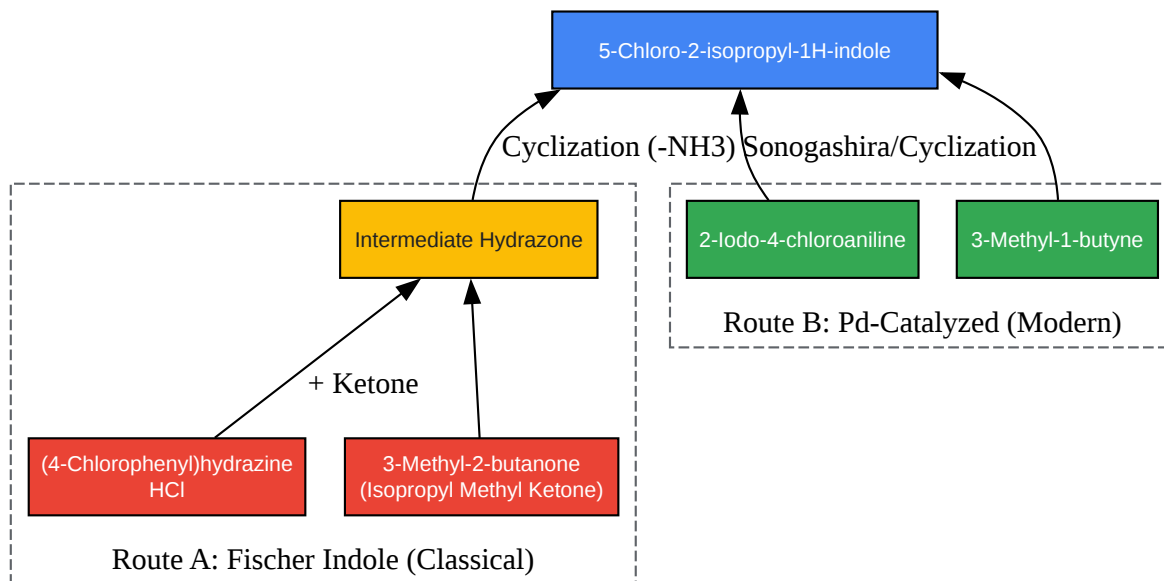 5-Chloro-2-isopropyl-1H-indole
Cyclization (-NH3)
Sonogashira/Cyclization
Intermediate Hydrazone
2-Iodo-4-chloroaniline
3-Methyl-1-butyne
Route B: Pd-Catalyzed (Modern)
+ Ketone
(4-Chlorophenyl)hydrazine
HCl
3-Methyl-2-butanone
(Isopropyl Methyl Ketone)
Route A: Fischer Indole (Classical)